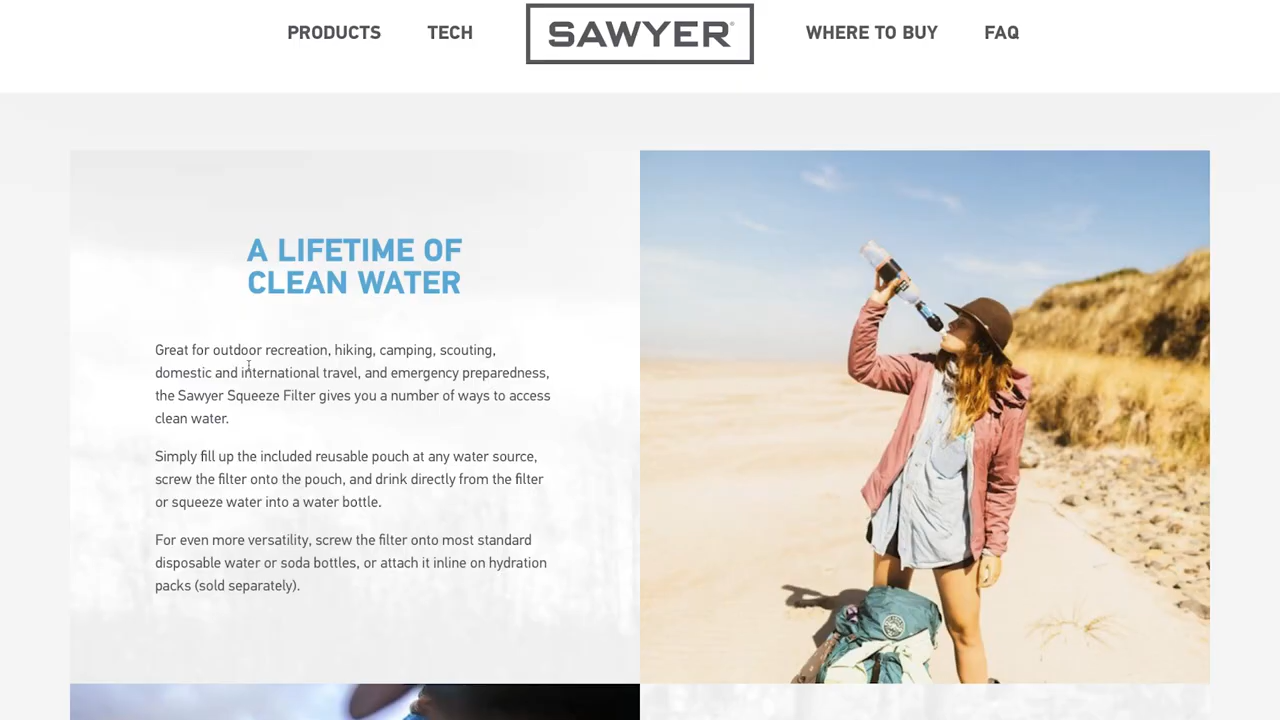 PRODUCTS TECH SAWYER® WHERE TO BUY FAQ
A LIFETIME OF
CLEAN WATER
Great for outdoor recreation, hiking, camping, scouting,
domestic and international travel, and emergency preparedness,
the Sawyer Squeeze Filter gives you a number of ways to access
clean water.
Simply fill up the included reusable pouch at any water source,
screw the filter onto the pouch, and drink directly from the filter
or squeeze water into a water bottle.
For even more versatility, screw the filter onto most standard
disposable water or soda bottles, or attach it inline on hydration
packs (sold separately).